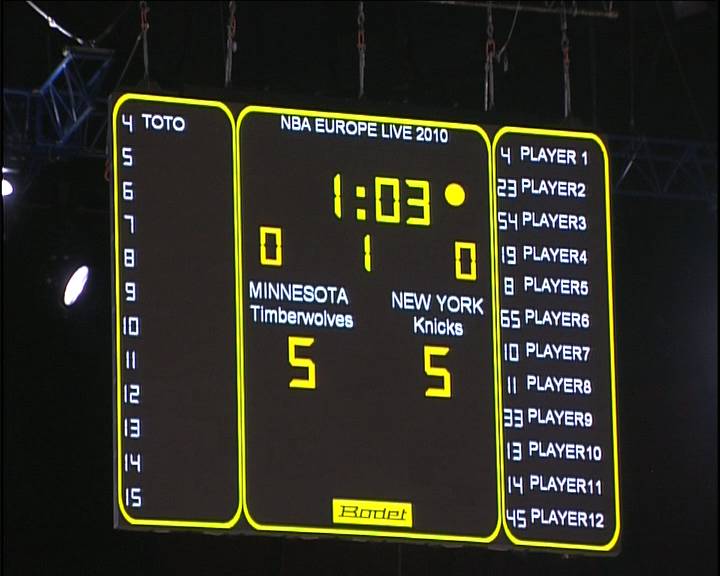 4 TOTO
5
6
7
8
9
10
11
12
13
14
15
NBA EUROPE LIVE 2010
1:03
0 1 0
MINNESOTA
Timberwolves
NEW YORK
Knicks
5 5
Bodet
4 PLAYER 1
23 PLAYER2
54 PLAYER3
19 PLAYER4
8 PLAYER5
65 PLAYER6
10 PLAYER7
11 PLAYER8
33 PLAYER9
13 PLAYER10
14 PLAYER11
45 PLAYER12